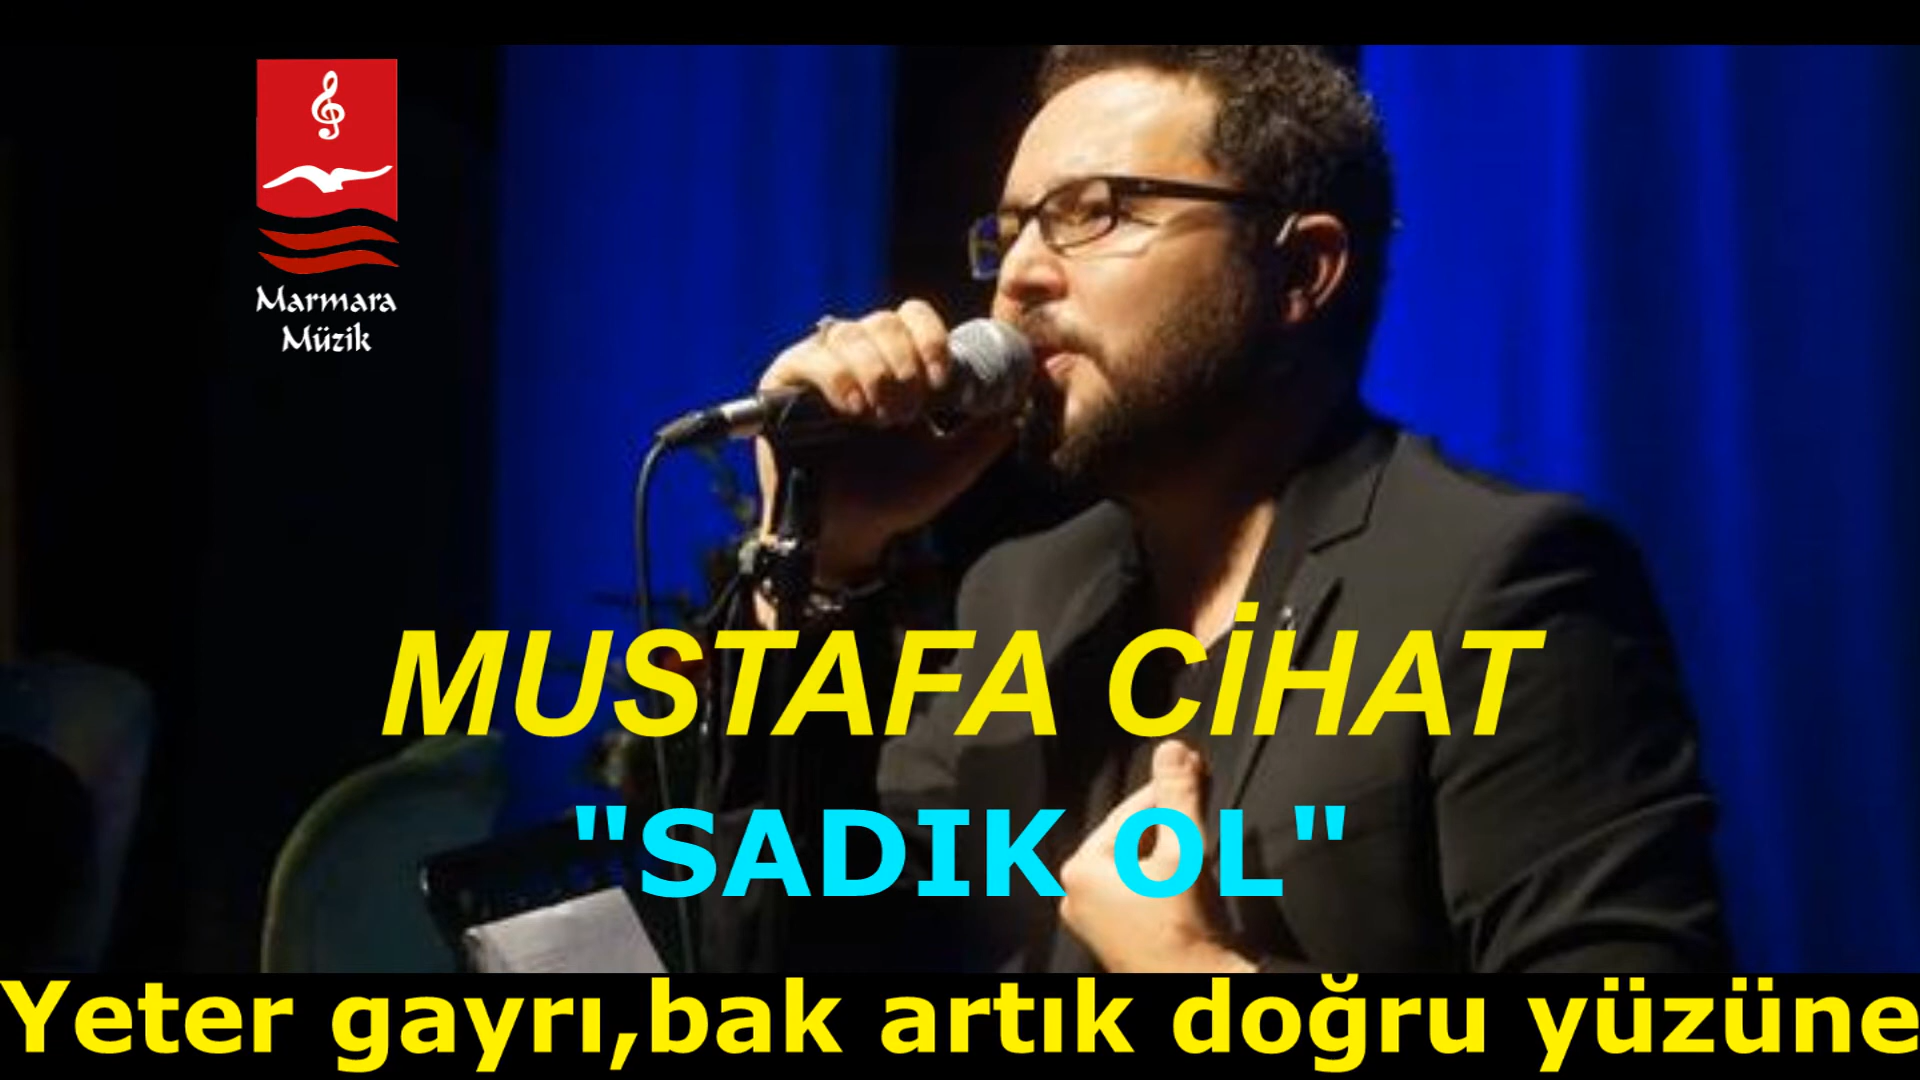 Marmara
Müzik
MUSTAFA CİHAT
"SADIK OL"
Yeter gayrı,bak artık doğru yüzüne